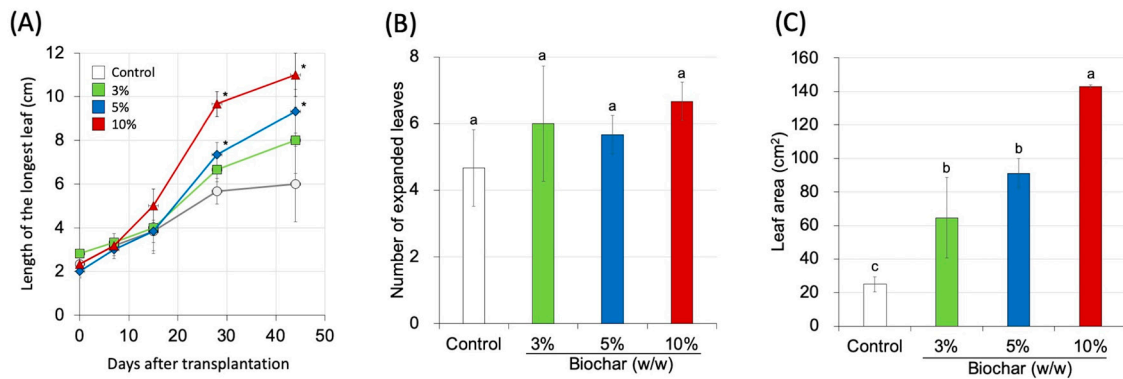 (A)
Length of the longest leaf (cm)
12
10
8
6
4
2
0
Control
3%
5%
10%
*
*
*
*
0
10
20
30
40
50
Days after transplantation
(B)
Number of expanded leaves
8
6
4
2
0
a
a
a
a
Control
3%
5%
10%
Biochar (w/w)
(C)
Leaf area (cm²)
160
140
120
100
80
60
40
20
0
c
b
b
a
Control
3%
5%
10%
Biochar (w/w)